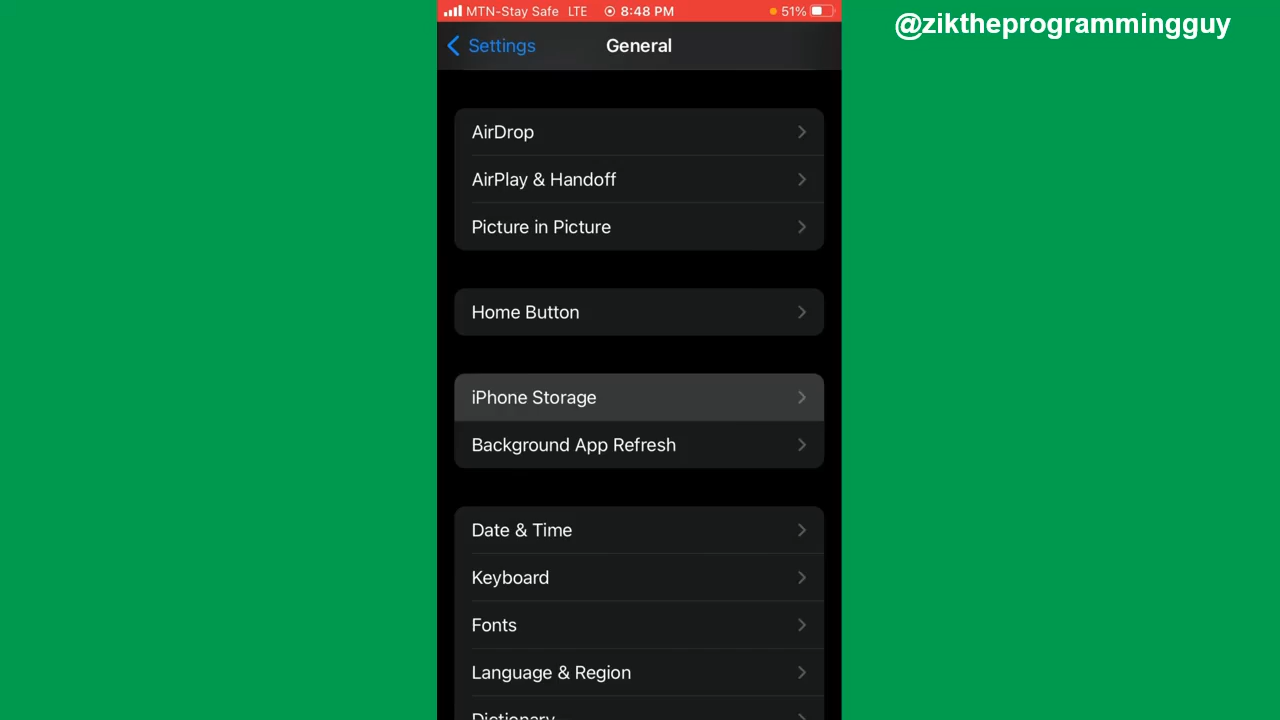 MTN-Stay Safe LTE 8:48 PM 51%
@ziktheprogrammingguy
Settings General
AirDrop
AirPlay & Handoff
Picture in Picture
Home Button
iPhone Storage
Background App Refresh
Date & Time
Keyboard
Fonts
Language & Region
Dictionary